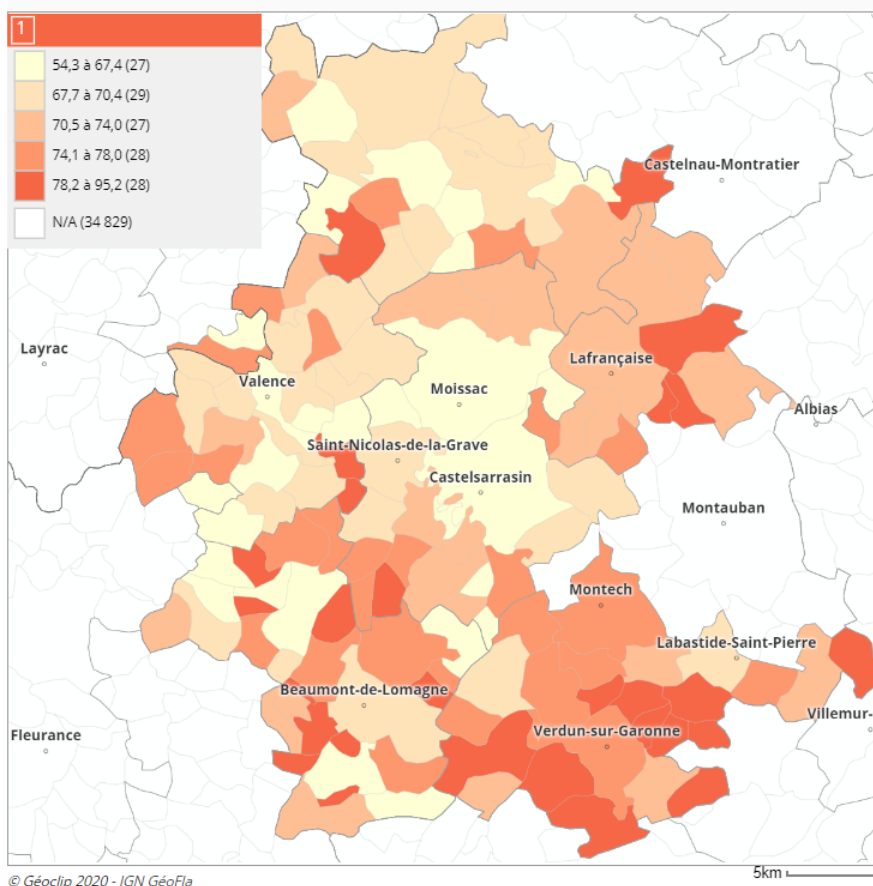 1
54,3 à 67,4 (27)
67,7 à 70,4 (29)
70,5 à 74,0 (27)
74,1 à 78,0 (28)
78,2 à 95,2 (28)
N/A (34 829)
Castelnau-Montratier
Layrac
Lafrançaise
Valence
Moissac
Albias
Saint-Nicolas-de-la-Grave
Castelsarrasin
Montauban
Montech
Labastide-Saint-Pierre
Beaumont-de-Lomagne
Villemur-
Fleurance
Verdun-sur-Garonne
5km
© Géoclip 2020 - IGN GéoFla